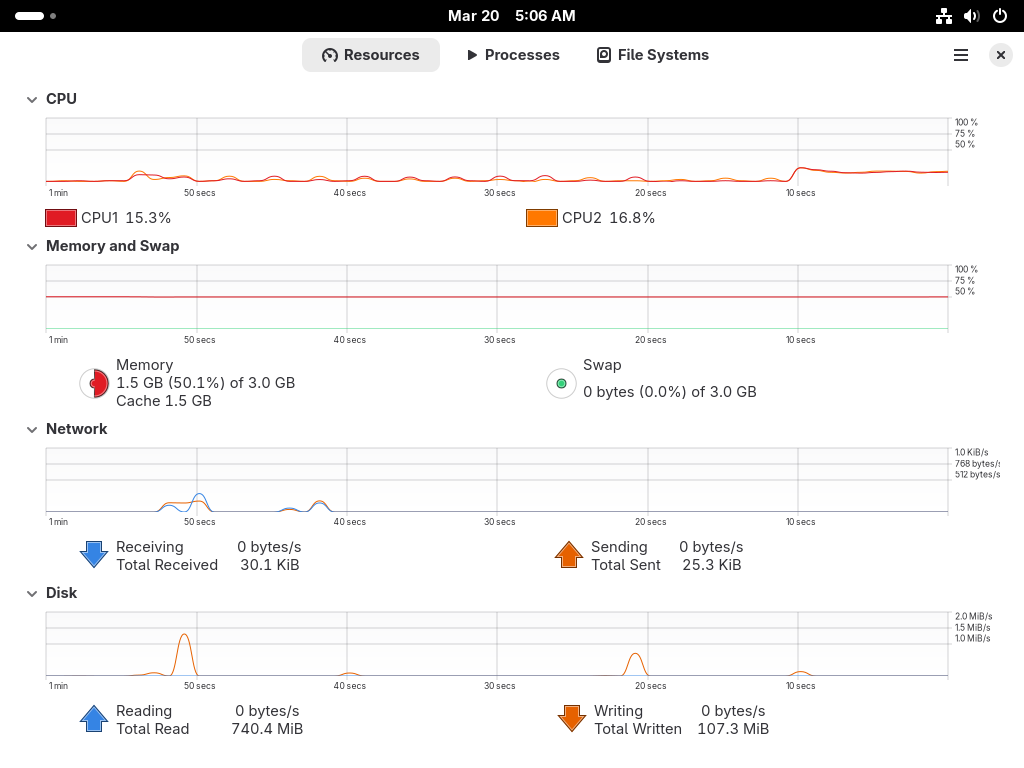 Mar 20 5:06 AM
Resources Processes File Systems
CPU
100 %
75 %
50 %
1 min 50 secs 40 secs 30 secs 20 secs 10 secs
CPU1 15.3% CPU2 16.8%
Memory and Swap
100 %
75 %
50 %
1 min 50 secs 40 secs 30 secs 20 secs 10 secs
Memory Swap
1.5 GB (50.1%) of 3.0 GB 0 bytes (0.0%) of 3.0 GB
Cache 1.5 GB
Network
1.0 KiB/s
768 bytes/s
512 bytes/s
1 min 50 secs 40 secs 30 secs 20 secs 10 secs
Receiving 0 bytes/s Sending 0 bytes/s
Total Received 30.1 KiB Total Sent 25.3 KiB
Disk
2.0 MiB/s
1.5 MiB/s
1.0 MiB/s
1 min 50 secs 40 secs 30 secs 20 secs 10 secs
Reading 0 bytes/s Writing 0 bytes/s
Total Read 740.4 MiB Total Written 107.3 MiB